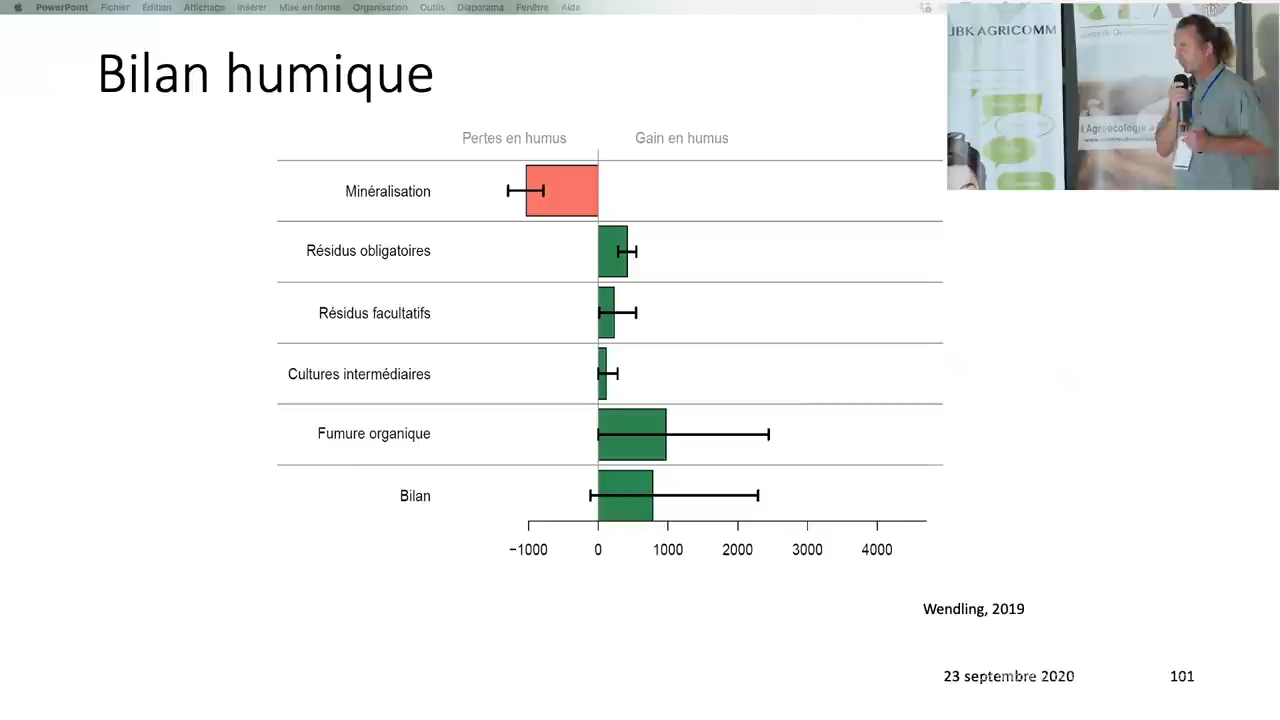 PowerPoint Fichier Édition Affichage Insérer Mise en forme Organisation Outils Diaporama Fenêtre Aide
JBK AGRICOMM
Bilan humique
l'Agroécologie
Pertes en humus Gain en humus
Minéralisation
Résidus obligatoires
Résidus facultatifs
Cultures intermédiaires
Fumure organique
Bilan
−1000 0 1000 2000 3000 4000
Wendling, 2019
23 septembre 2020 101